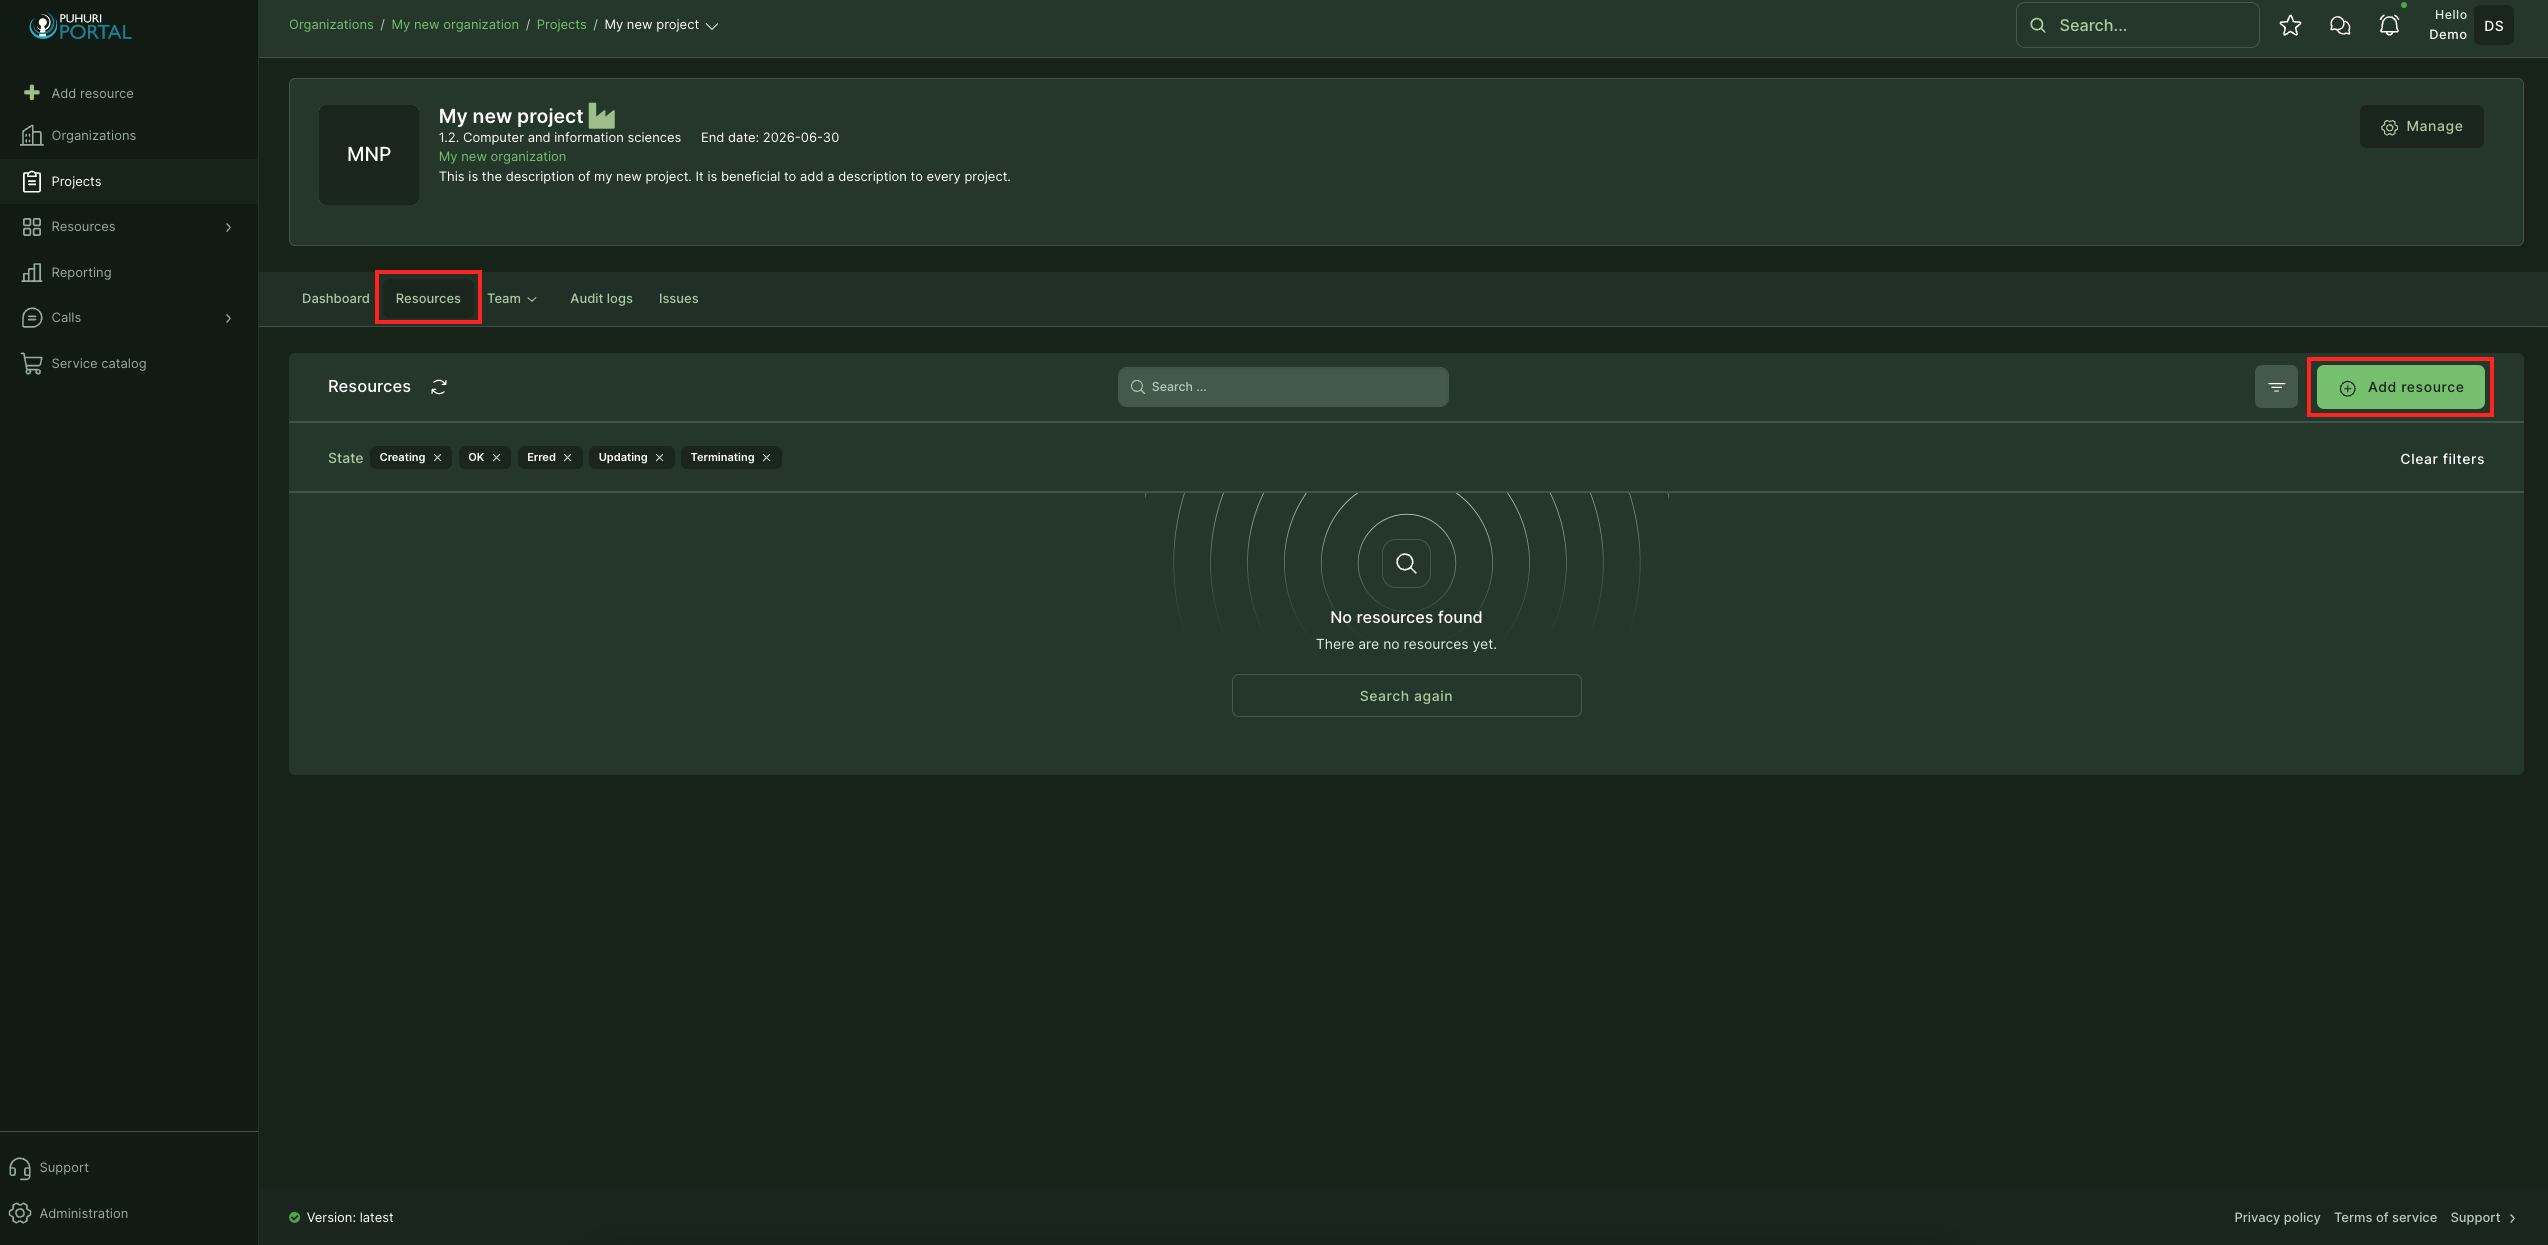 PUHURI
PORTAL
Organizations / My new organization / Projects / My new project
Search...
Hello
Demo
DS
Add resource
Organizations
Projects
Resources
Reporting
Calls
Service catalog
MNP
My new project
1.2. Computer and information sciences End date: 2026-06-30
My new organization
This is the description of my new project. It is beneficial to add a description to every project.
Manage
Dashboard Resources Team Audit logs Issues
Resources
Search ...
Add resource
State Creating OK Erred Updating Terminating
Clear filters
No resources found
There are no resources yet.
Search again
Support
Administration
Version: latest
Privacy policy Terms of service Support